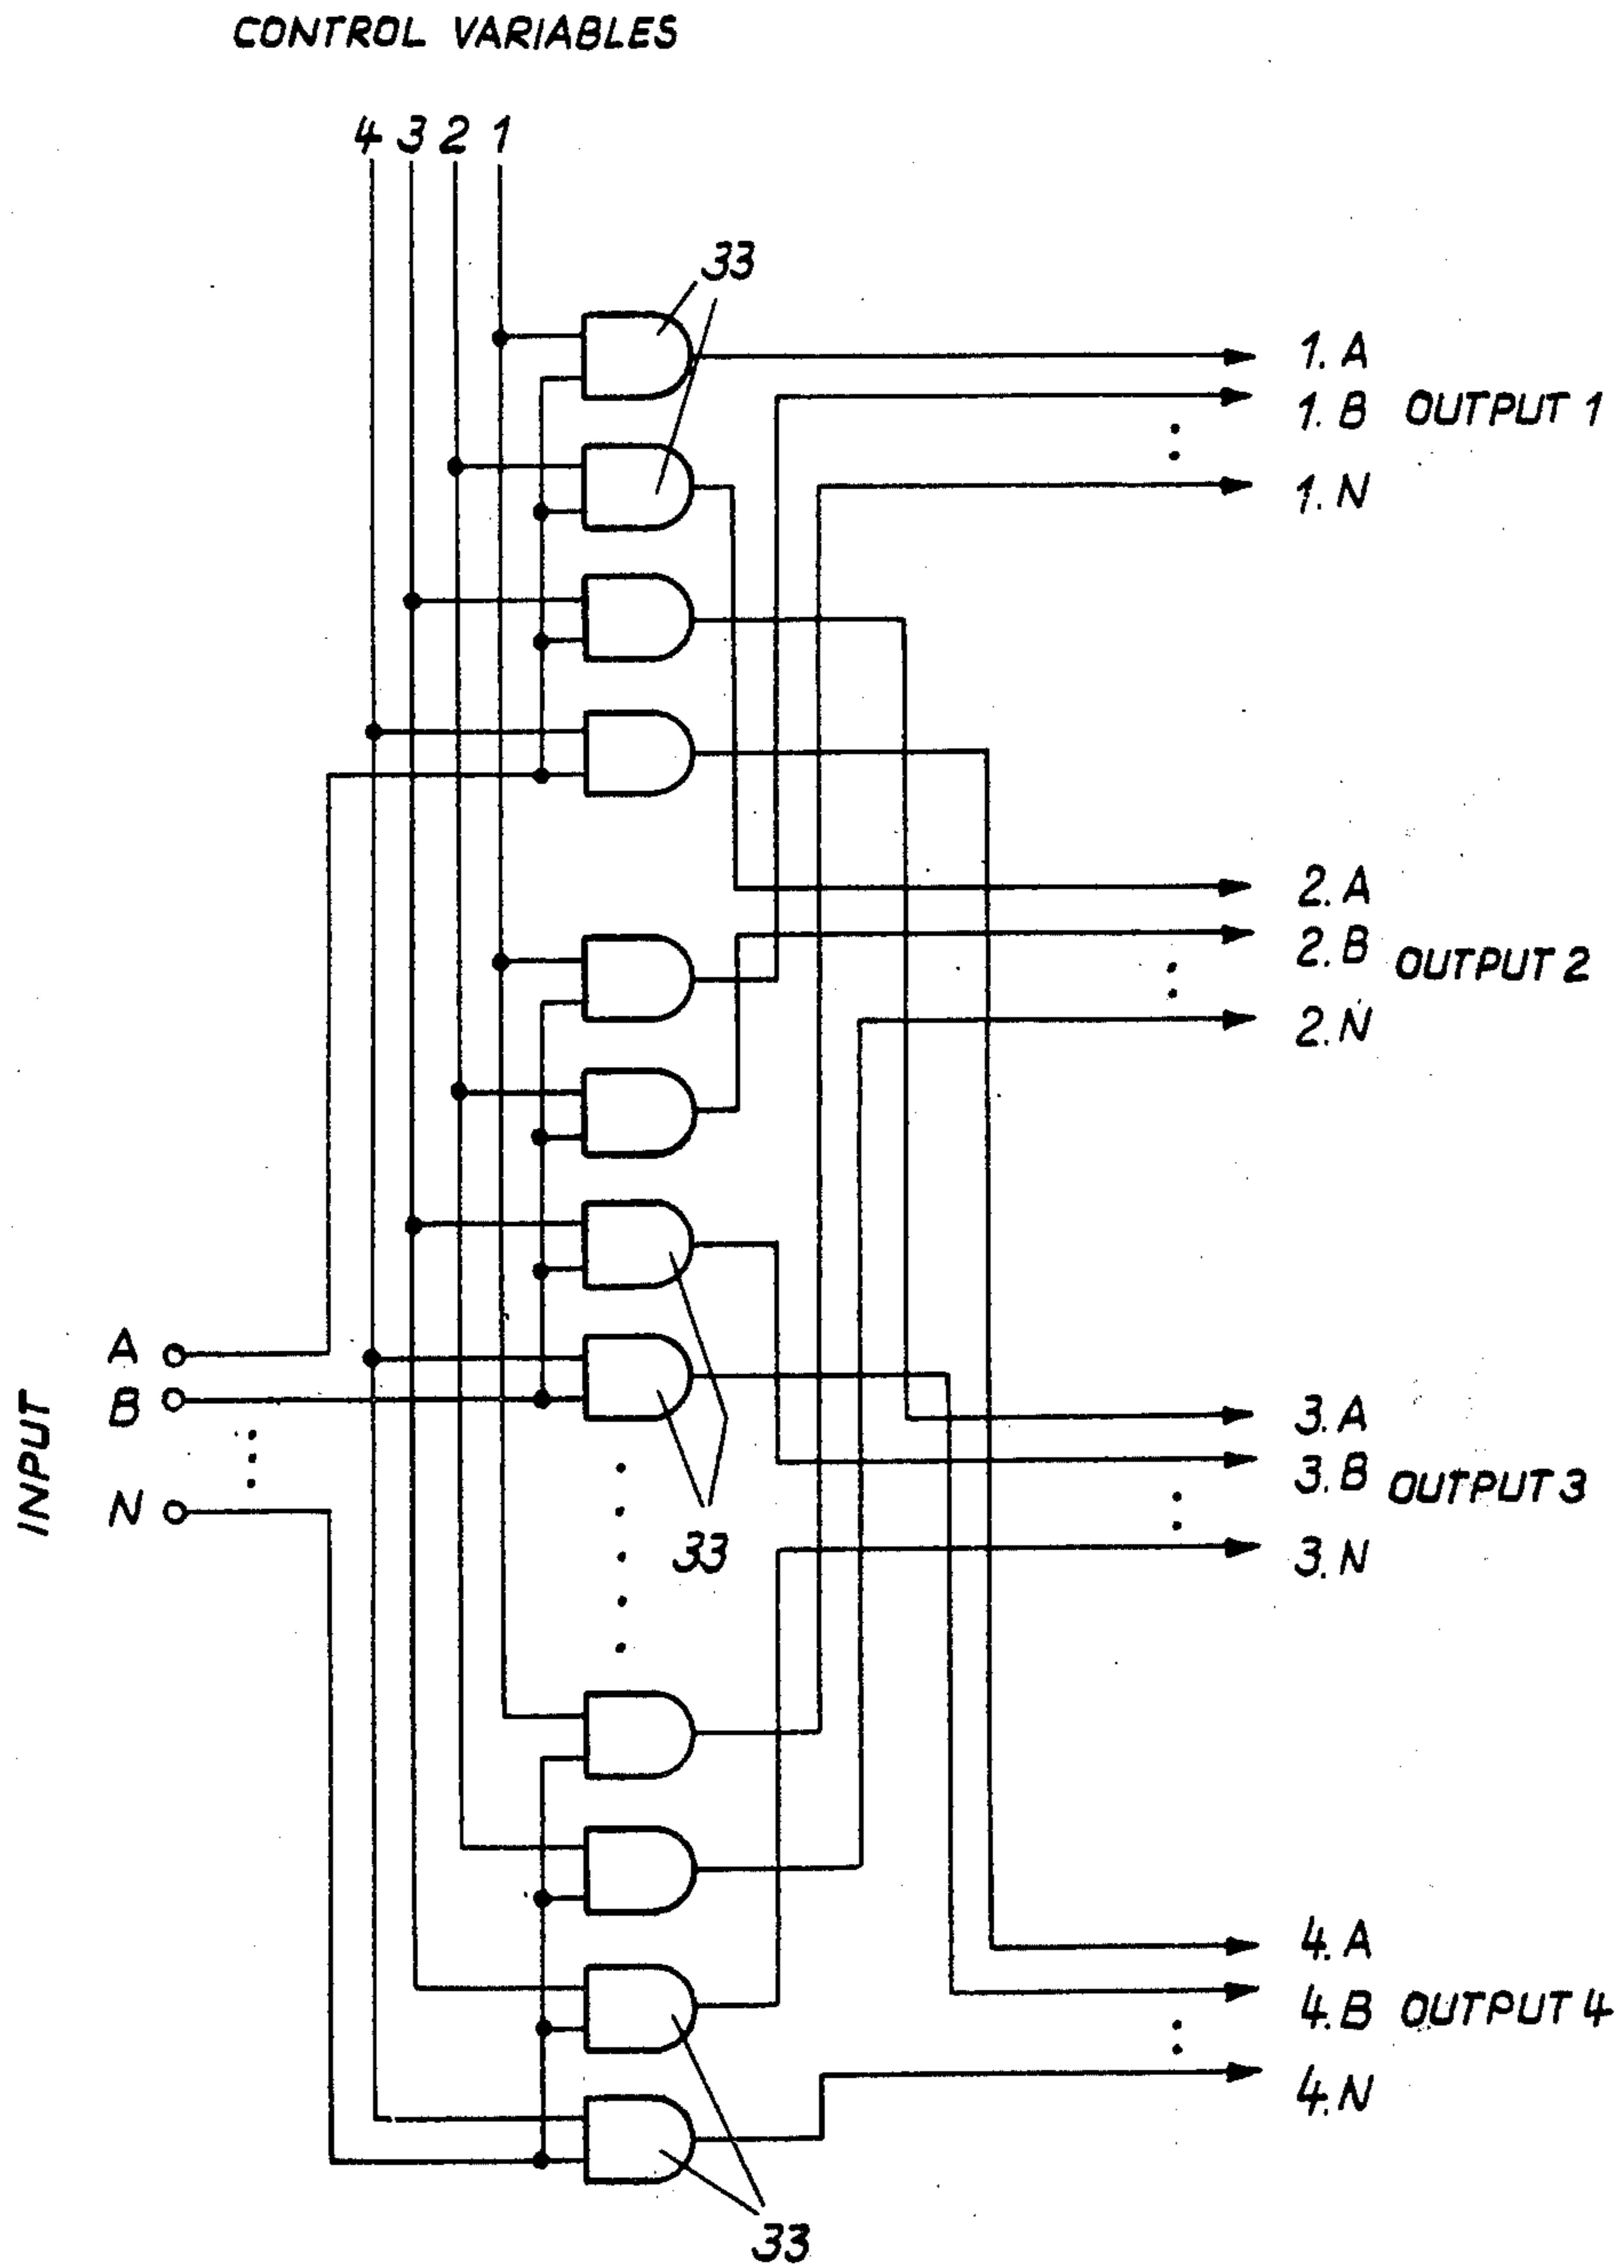 CONTROL VARIABLES
4 3 2 1
33
1.A
1.B OUTPUT 1
1.N
2.A
2.B OUTPUT 2
2.N
A
B
INPUT
N
3.A
3.B OUTPUT 3
3.N
33
4.A
4.B OUTPUT 4
4.N
33